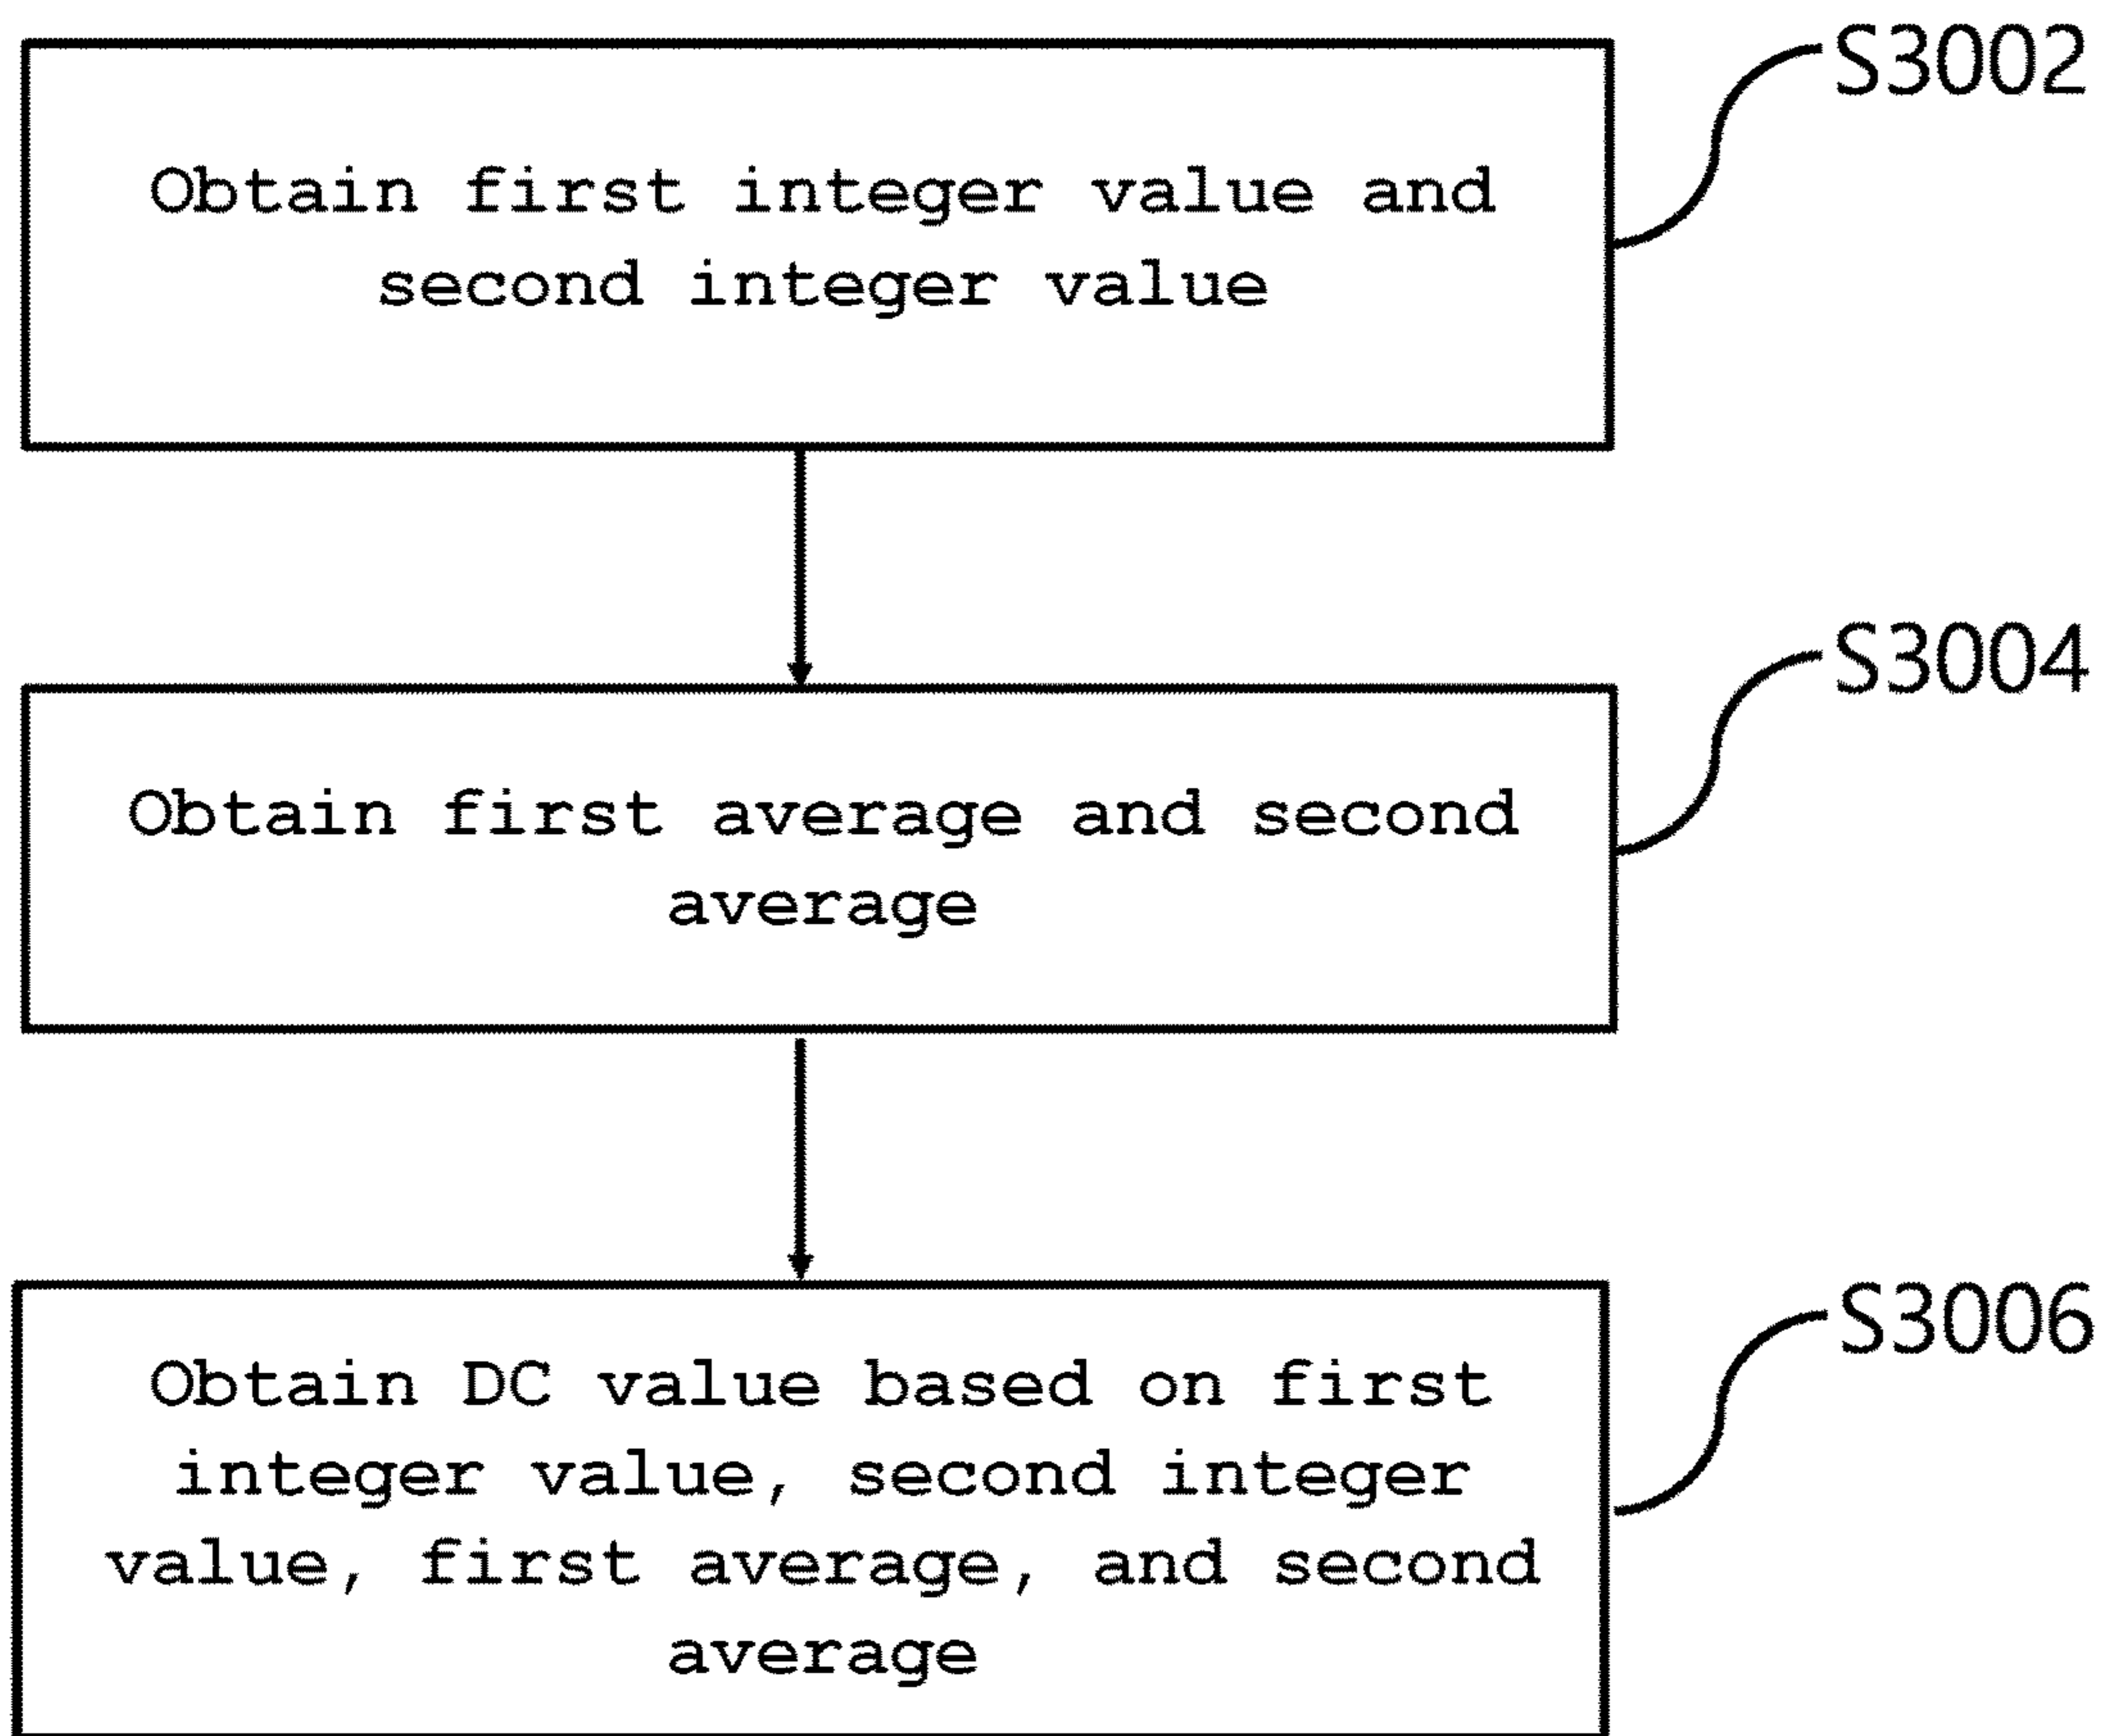 S3002
Obtain first integer value and
second integer value
S3004
Obtain first average and second
average
S3006
Obtain DC value based on first
integer value, second integer
value, first average, and second
average